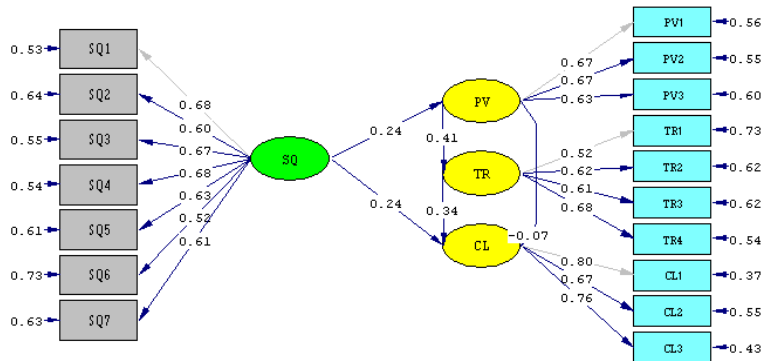 0.53 SQ1
0.64 SQ2
0.55 SQ3
0.54 SQ4
0.61 SQ5
0.73 SQ6
0.63 SQ7
0.68
0.60
0.67
0.68
0.63
0.52
0.61
SQ
0.24
0.24
PV
0.41
TR
0.34
CL
-0.07
0.67
0.67
0.63
0.52
0.62
0.61
0.68
0.80
0.67
0.76
PV1 0.56
PV2 0.55
PV3 0.60
TR1 0.73
TR2 0.62
TR3 0.62
TR4 0.54
CL1 0.37
CL2 0.55
CL3 0.43